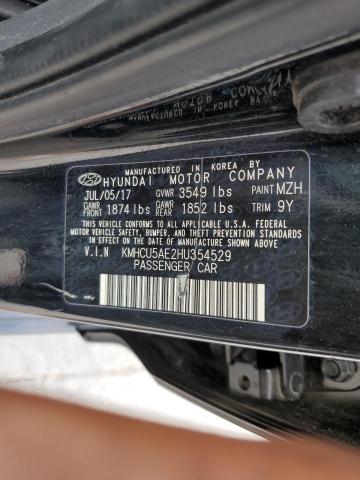 MANUFACTURED IN KOREA BY
HYUNDAI MOTOR COMPANY
JUL/05/17 GVWR 3549 lbs PAINT MZH
GAWR FRONT 1874 lbs GAWR REAR 1852 lbs TRIM 9Y
THIS VEHICLE CONFORMS TO ALL APPLICABLE U.S.A FEDERAL
MOTOR VEHICLE SAFETY, BUMPER, AND THEFT PREVENTION
STANDARDS IN EFFECT ON THE DATE OF MANUFACTURE SHOWN ABOVE.
V.I.N KMHCU5AE2HU354529
PASSENGER CAR